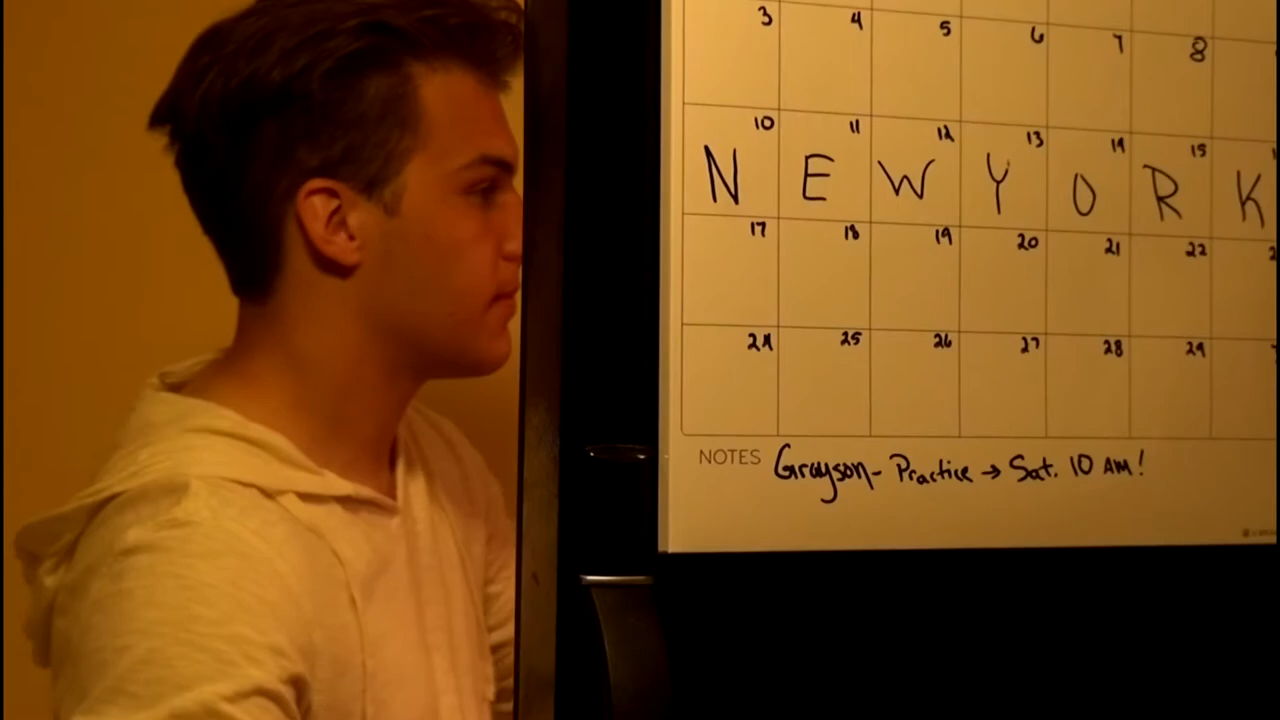 3 4 5 6 7 8
10 11 12 13 14 15
N E W Y O R K
17 18 19 20 21 22
24 25 26 27 28 29
NOTES Grayson- Practice → Sat. 10 AM!